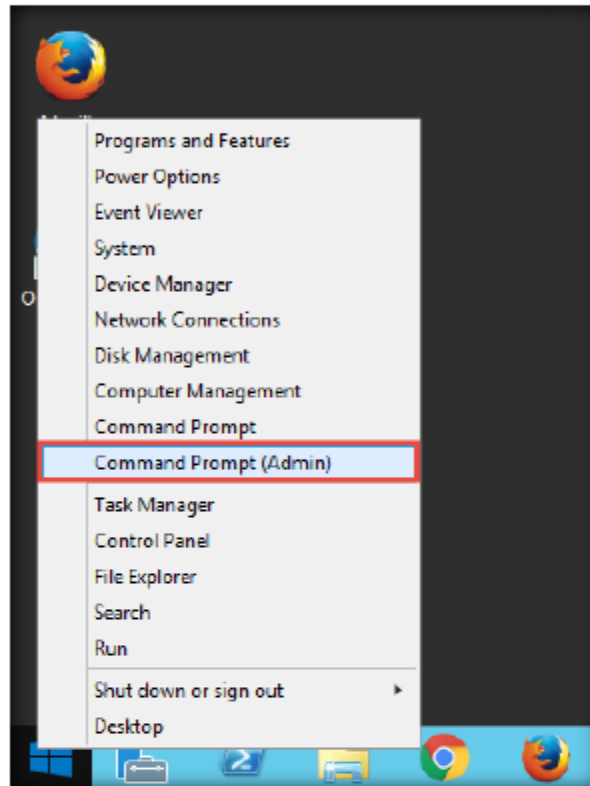 Programs and Features
Power Options
Event Viewer
System
Device Manager
Network Connections
Disk Management
Computer Management
Command Prompt
Command Prompt (Admin)
Task Manager
Control Panel
File Explorer
Search
Run
Shut down or sign out
Desktop